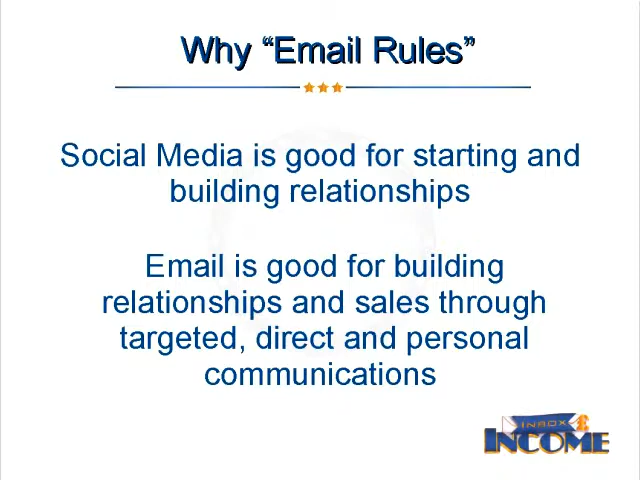 Why “Email Rules”
Social Media is good for starting and
building relationships
Email is good for building
relationships and sales through
targeted, direct and personal
communications
INBOX
INCOME